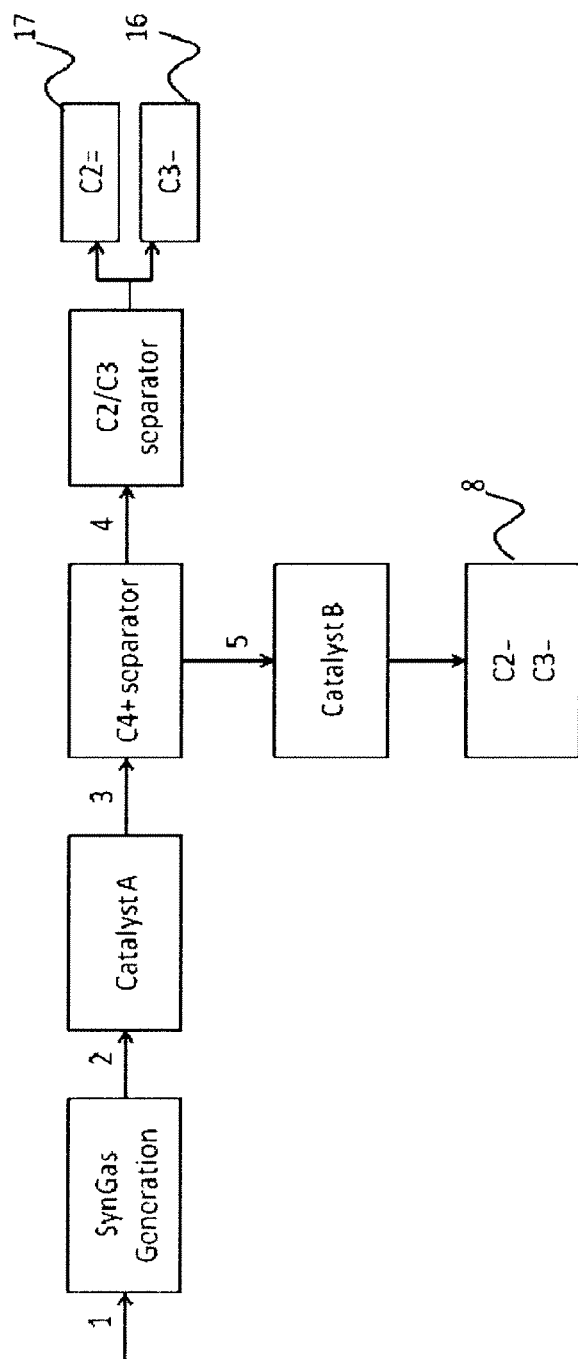 1
SynGas
Generation
2
Catalyst A
3
C4+ separator
4
C2/C3
separator
C2=
17
C3-
16
5
Catalyst B
C2-
C3-
8